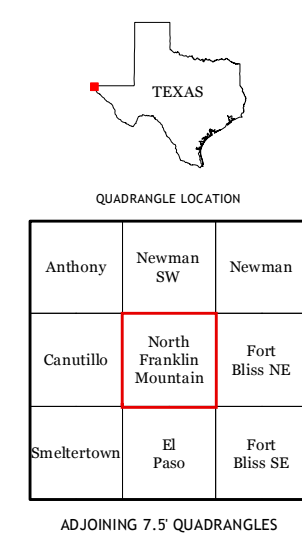 TEXAS
QUADRANGLE LOCATION
Anthony
Newman
SW
Newman
Canutillo
North
Franklin
Mountain
Fort
Bliss NE
Smeltertown
El
Paso
Fort
Bliss SE
ADJOINING 7.5' QUADRANGLES